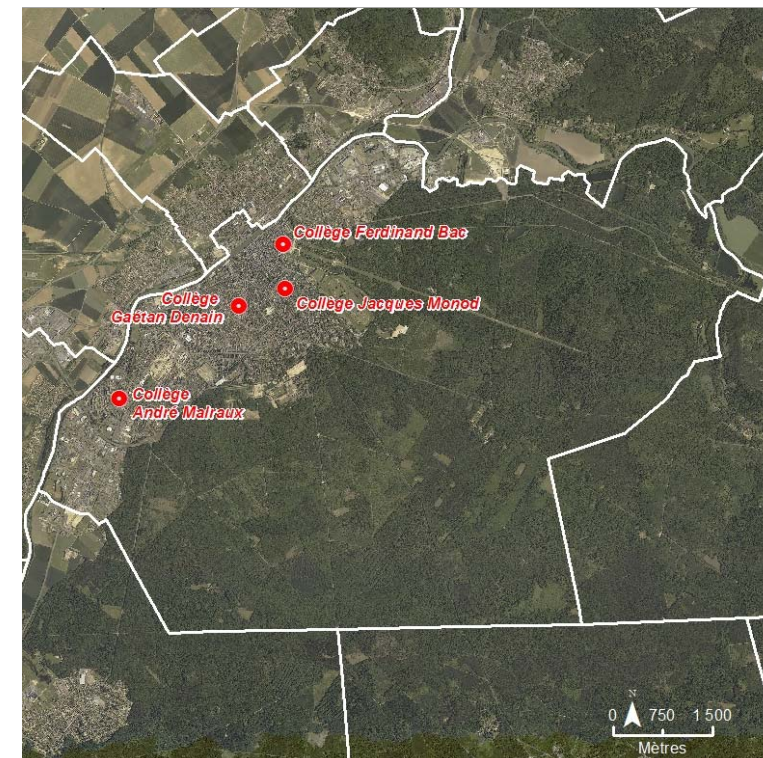 Collège Ferdinand Bac
Collège
Gaëtan Denain
Collège Jacques Monod
Collège
André Malraux
N
0 750 1 500
Mètres